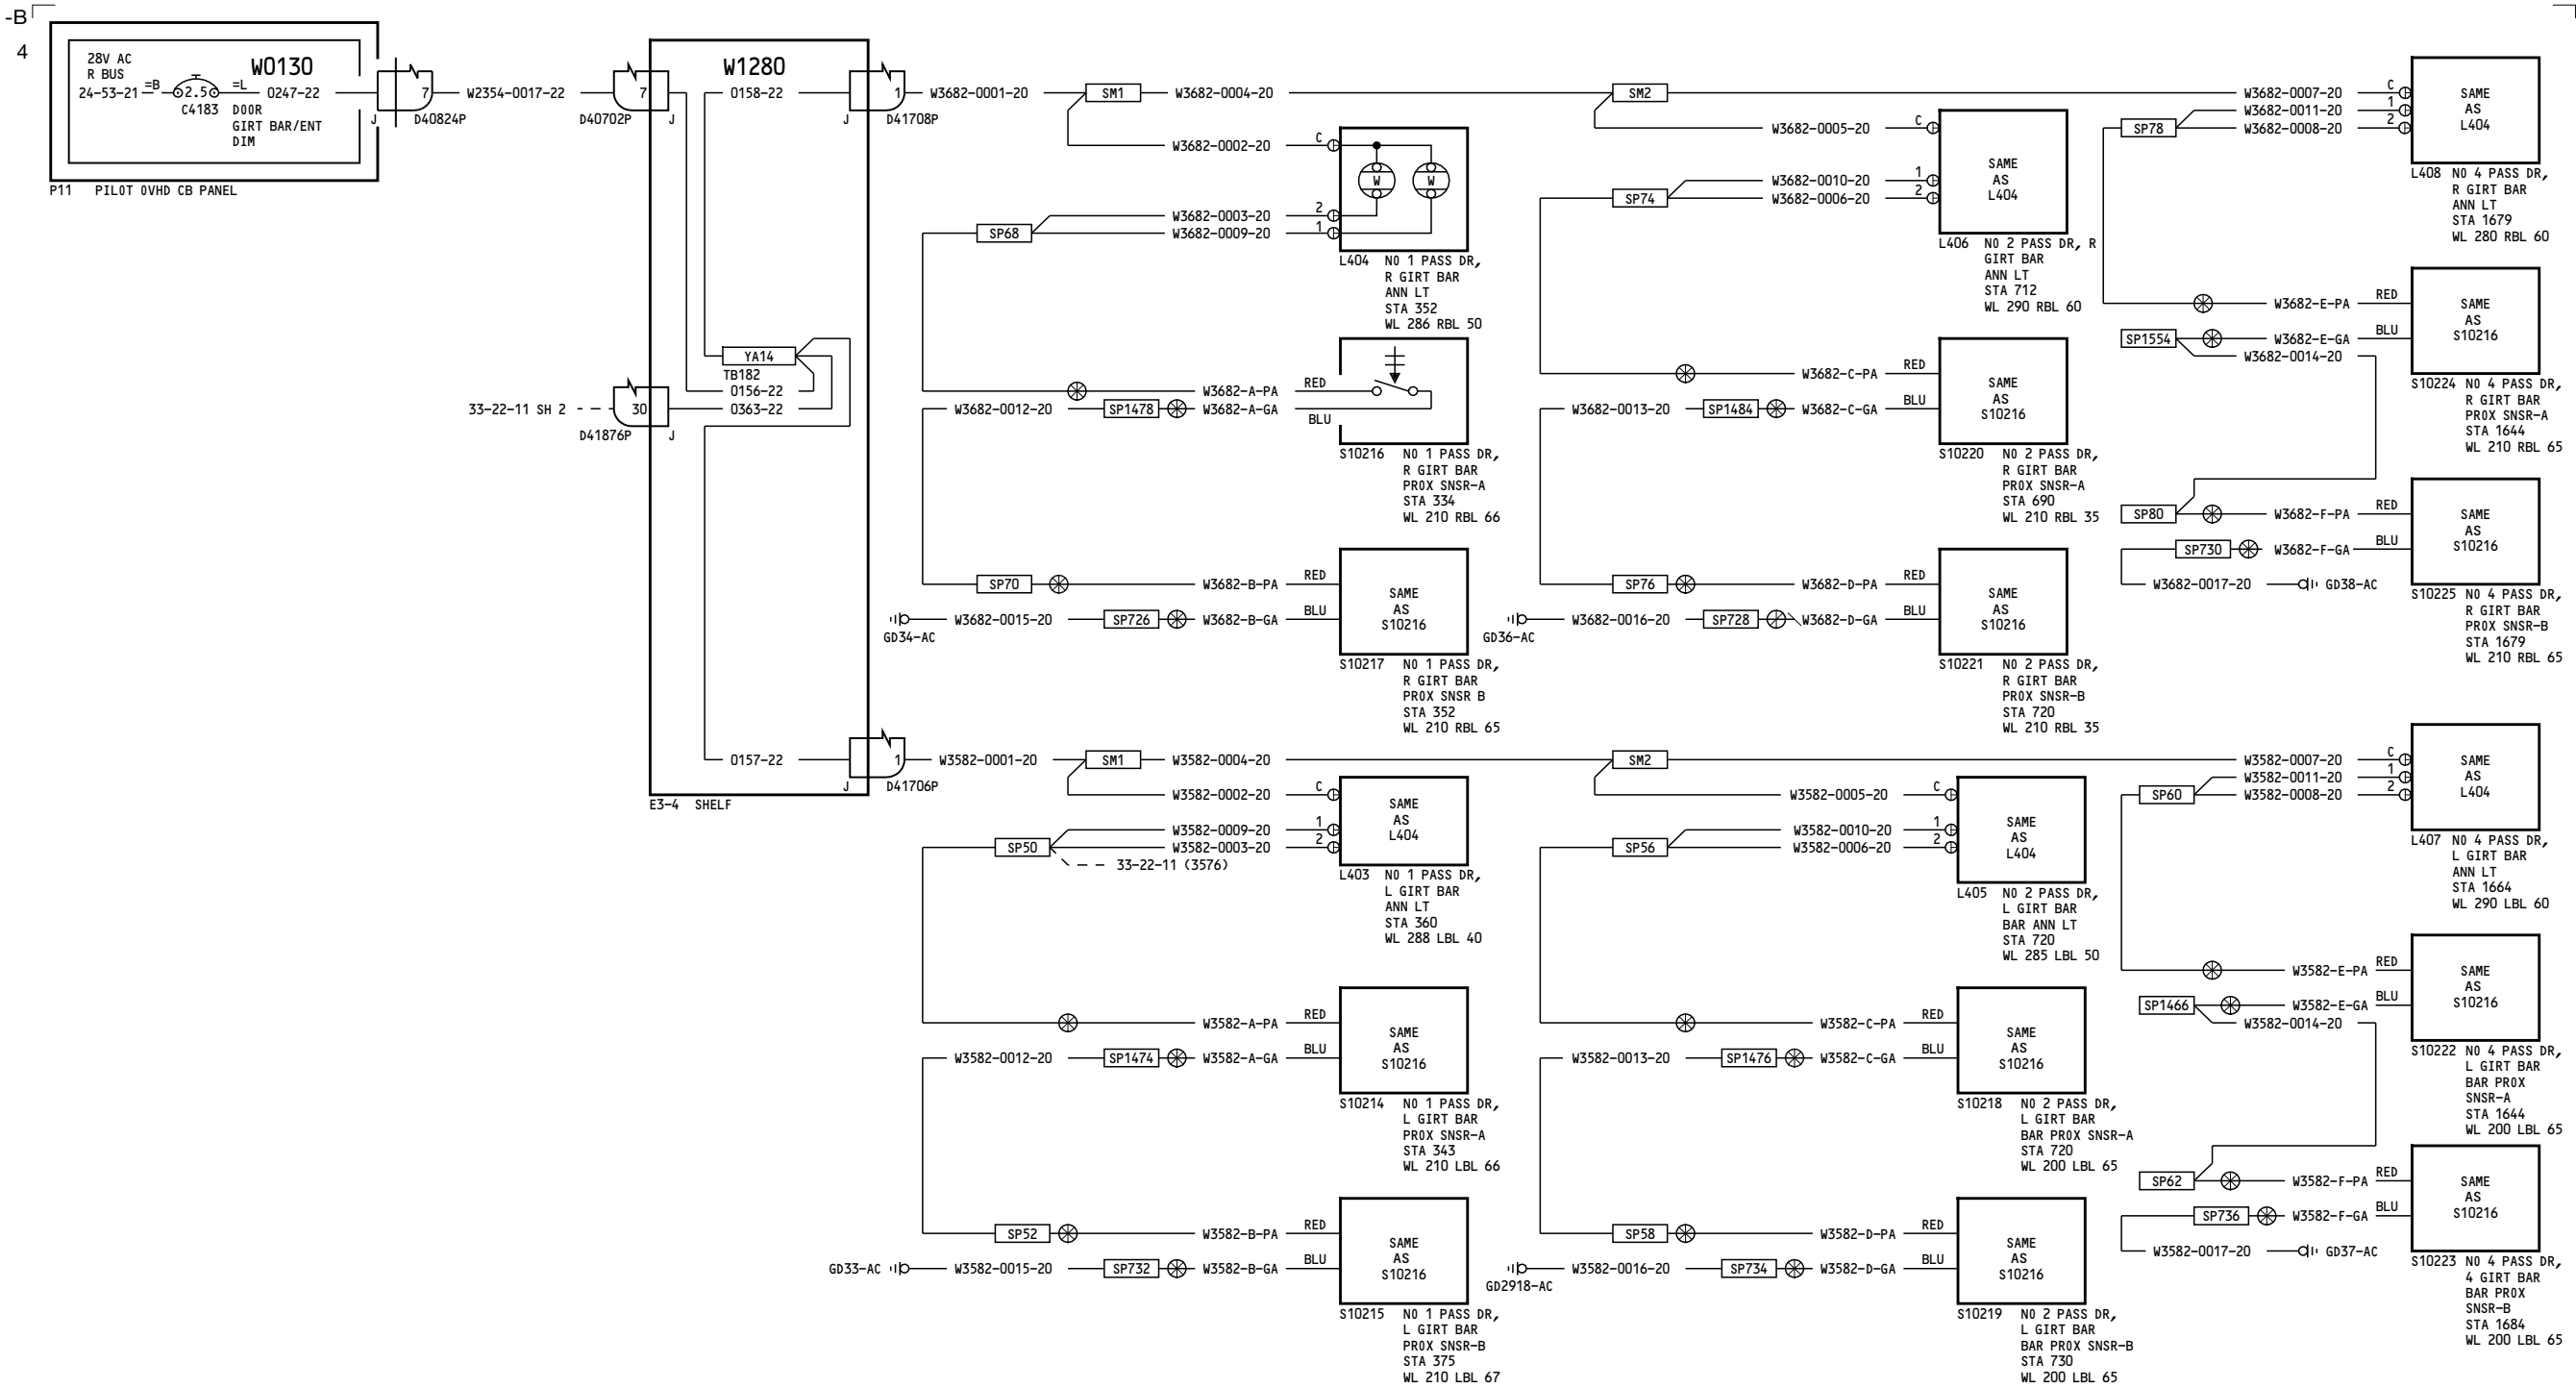 -B
4
28V AC
R BUS
24-53-21
=B
2.5
=L
C4183
W0130
0247-22
DOOR
GIRT BAR/ENT
DIM
J
7
D40824P
P11 PILOT OVHD CB PANEL
W2354-0017-22
7
D40702P
J
W1280
0158-22
J
1
D41708P
YA14
TB182
0156-22
0363-22
33-22-11 SH 2
30
D41876P
J
0157-22
J
1
D41706P
E3-4 SHELF
W3682-0001-20
SM1
W3682-0004-20
SM2
W3682-0007-20
C
W3682-0002-20
C
W
W
SP68
W3682-0003-20
2
W3682-0009-20
1
L404 NO 1 PASS DR,
R GIRT BAR
ANN LT
STA 352
WL 286 RBL 50
W3682-A-PA
RED
W3682-0012-20
SP1478
W3682-A-GA
BLU
S10216 NO 1 PASS DR,
R GIRT BAR
PROX SNSR-A
STA 334
WL 210 RBL 66
SP70
W3682-B-PA
RED
GD34-AC
W3682-0015-20
SP726
W3682-B-GA
BLU
SAME
AS
S10216
S10217 NO 1 PASS DR,
R GIRT BAR
PROX SNSR B
STA 352
WL 210 RBL 65
W3682-0005-20
C
SP74
W3682-0010-20
1
W3682-0006-20
2
SAME
AS
L404
L406 NO 2 PASS DR, R
GIRT BAR
ANN LT
STA 712
WL 290 RBL 60
W3682-C-PA
RED
W3682-0013-20
SP1484
W3682-C-GA
BLU
SAME
AS
S10216
S10220 NO 2 PASS DR,
R GIRT BAR
PROX SNSR-A
STA 690
WL 210 RBL 35
SP76
W3682-D-PA
RED
GD36-AC
W3682-0016-20
SP728
W3682-D-GA
BLU
SAME
AS
S10216
S10221 NO 2 PASS DR,
R GIRT BAR
PROX SNSR-B
STA 720
WL 210 RBL 35
SP78
W3682-0011-20
1
W3682-0008-20
2
SAME
AS
L404
L408 NO 4 PASS DR,
R GIRT BAR
ANN LT
STA 1679
WL 280 RBL 60
W3682-E-PA
RED
SP1554
W3682-E-GA
BLU
W3682-0014-20
SAME
AS
S10216
S10224 NO 4 PASS DR,
R GIRT BAR
PROX SNSR-A
STA 1644
WL 210 RBL 65
SP80
W3682-F-PA
RED
SP730
W3682-F-GA
BLU
W3682-0017-20
GD38-AC
SAME
AS
S10216
S10225 NO 4 PASS DR,
R GIRT BAR
PROX SNSR-B
STA 1679
WL 210 RBL 65
W3582-0001-20
SM1
W3582-0004-20
SM2
W3582-0007-20
C
W3582-0002-20
C
SP50
W3582-0009-20
1
W3582-0003-20
2
33-22-11 (3576)
SAME
AS
L404
L403 NO 1 PASS DR,
L GIRT BAR
ANN LT
STA 360
WL 288 LBL 40
W3582-A-PA
RED
W3582-0012-20
SP1474
W3582-A-GA
BLU
SAME
AS
S10216
S10214 NO 1 PASS DR,
L GIRT BAR
PROX SNSR-A
STA 343
WL 210 LBL 66
SP52
W3582-B-PA
RED
GD33-AC
W3582-0015-20
SP732
W3582-B-GA
BLU
SAME
AS
S10216
S10215 NO 1 PASS DR,
L GIRT BAR
PROX SNSR-B
STA 375
WL 210 LBL 67
W3582-0005-20
C
SP56
W3582-0010-20
1
W3582-0006-20
2
SAME
AS
L404
L405 NO 2 PASS DR,
L GIRT BAR
BAR ANN LT
STA 720
WL 285 LBL 50
W3582-C-PA
RED
W3582-0013-20
SP1476
W3582-C-GA
BLU
SAME
AS
S10216
S10218 NO 2 PASS DR,
L GIRT BAR
BAR PROX SNSR-A
STA 720
WL 200 LBL 65
SP58
W3582-D-PA
RED
GD2918-AC
W3582-0016-20
SP734
W3582-D-GA
BLU
SAME
AS
S10216
S10219 NO 2 PASS DR,
L GIRT BAR
BAR PROX SNSR-B
STA 730
WL 200 LBL 65
SP60
W3582-0011-20
1
W3582-0008-20
2
SAME
AS
L404
L407 NO 4 PASS DR,
L GIRT BAR
ANN LT
STA 1664
WL 290 LBL 60
W3582-E-PA
RED
SP1466
W3582-E-GA
BLU
W3582-0014-20
SAME
AS
S10216
S10222 NO 4 PASS DR,
L GIRT BAR
BAR PROX
SNSR-A
STA 1644
WL 200 LBL 65
SP62
W3582-F-PA
RED
SP736
W3582-F-GA
BLU
W3582-0017-20
GD37-AC
SAME
AS
S10216
S10223 NO 4 PASS DR,
4 GIRT BAR
BAR PROX
SNSR-B
STA 1684
WL 200 LBL 65